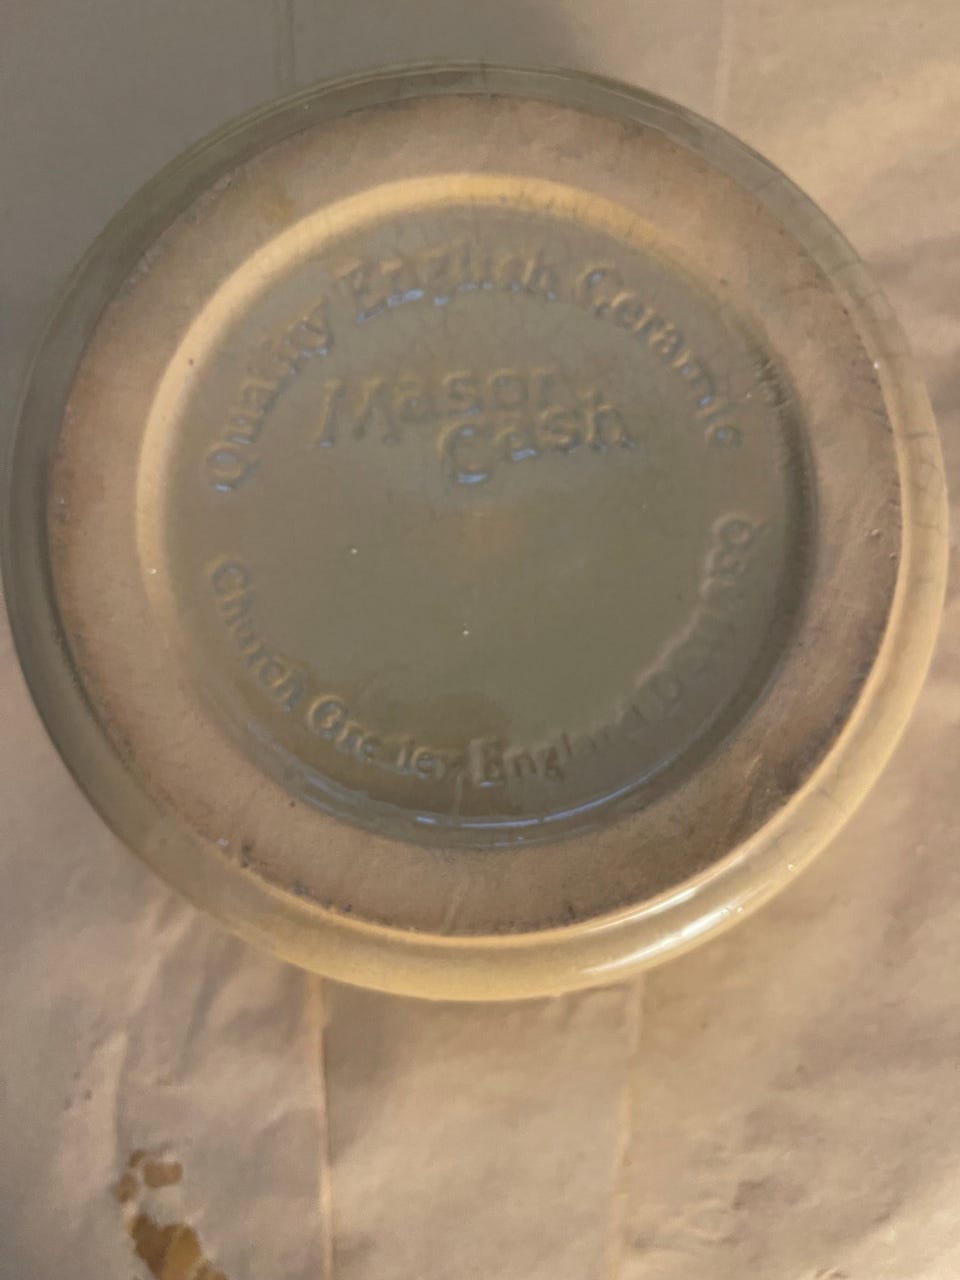 Quality English Ceramic
Mason
Cash
Church Gresley England